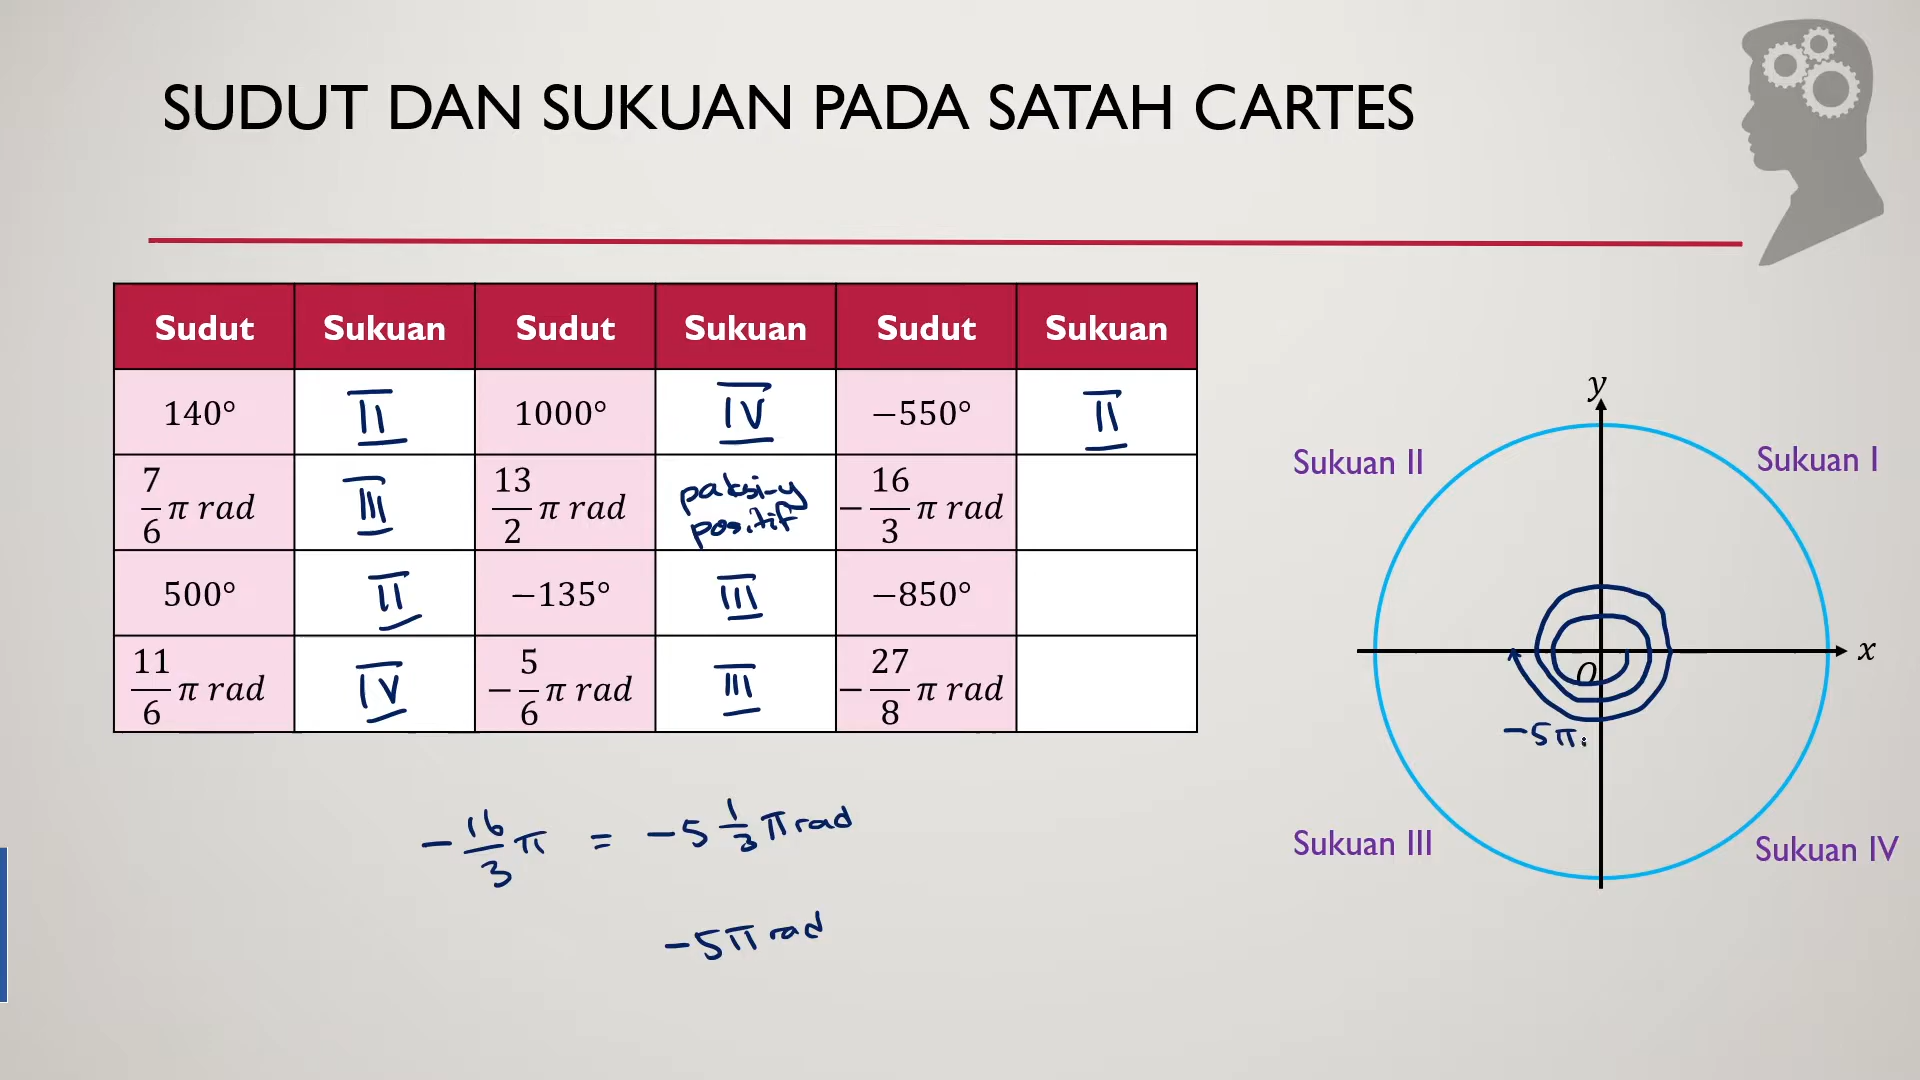 SUDUT DAN SUKUAN PADA SATAH CARTES
Sudut Sukuan Sudut Sukuan Sudut Sukuan
140° II 1000° IV −550° II
7/6 π rad III 13/2 π rad paksi-y positif −16/3 π rad
500° II −135° III −850°
11/6 π rad IV −5/6 π rad III −27/8 π rad
−16/3 π = −5 1/3 π rad
−5π rad
y
Sukuan II Sukuan I
x
O
−5π
Sukuan III Sukuan IV